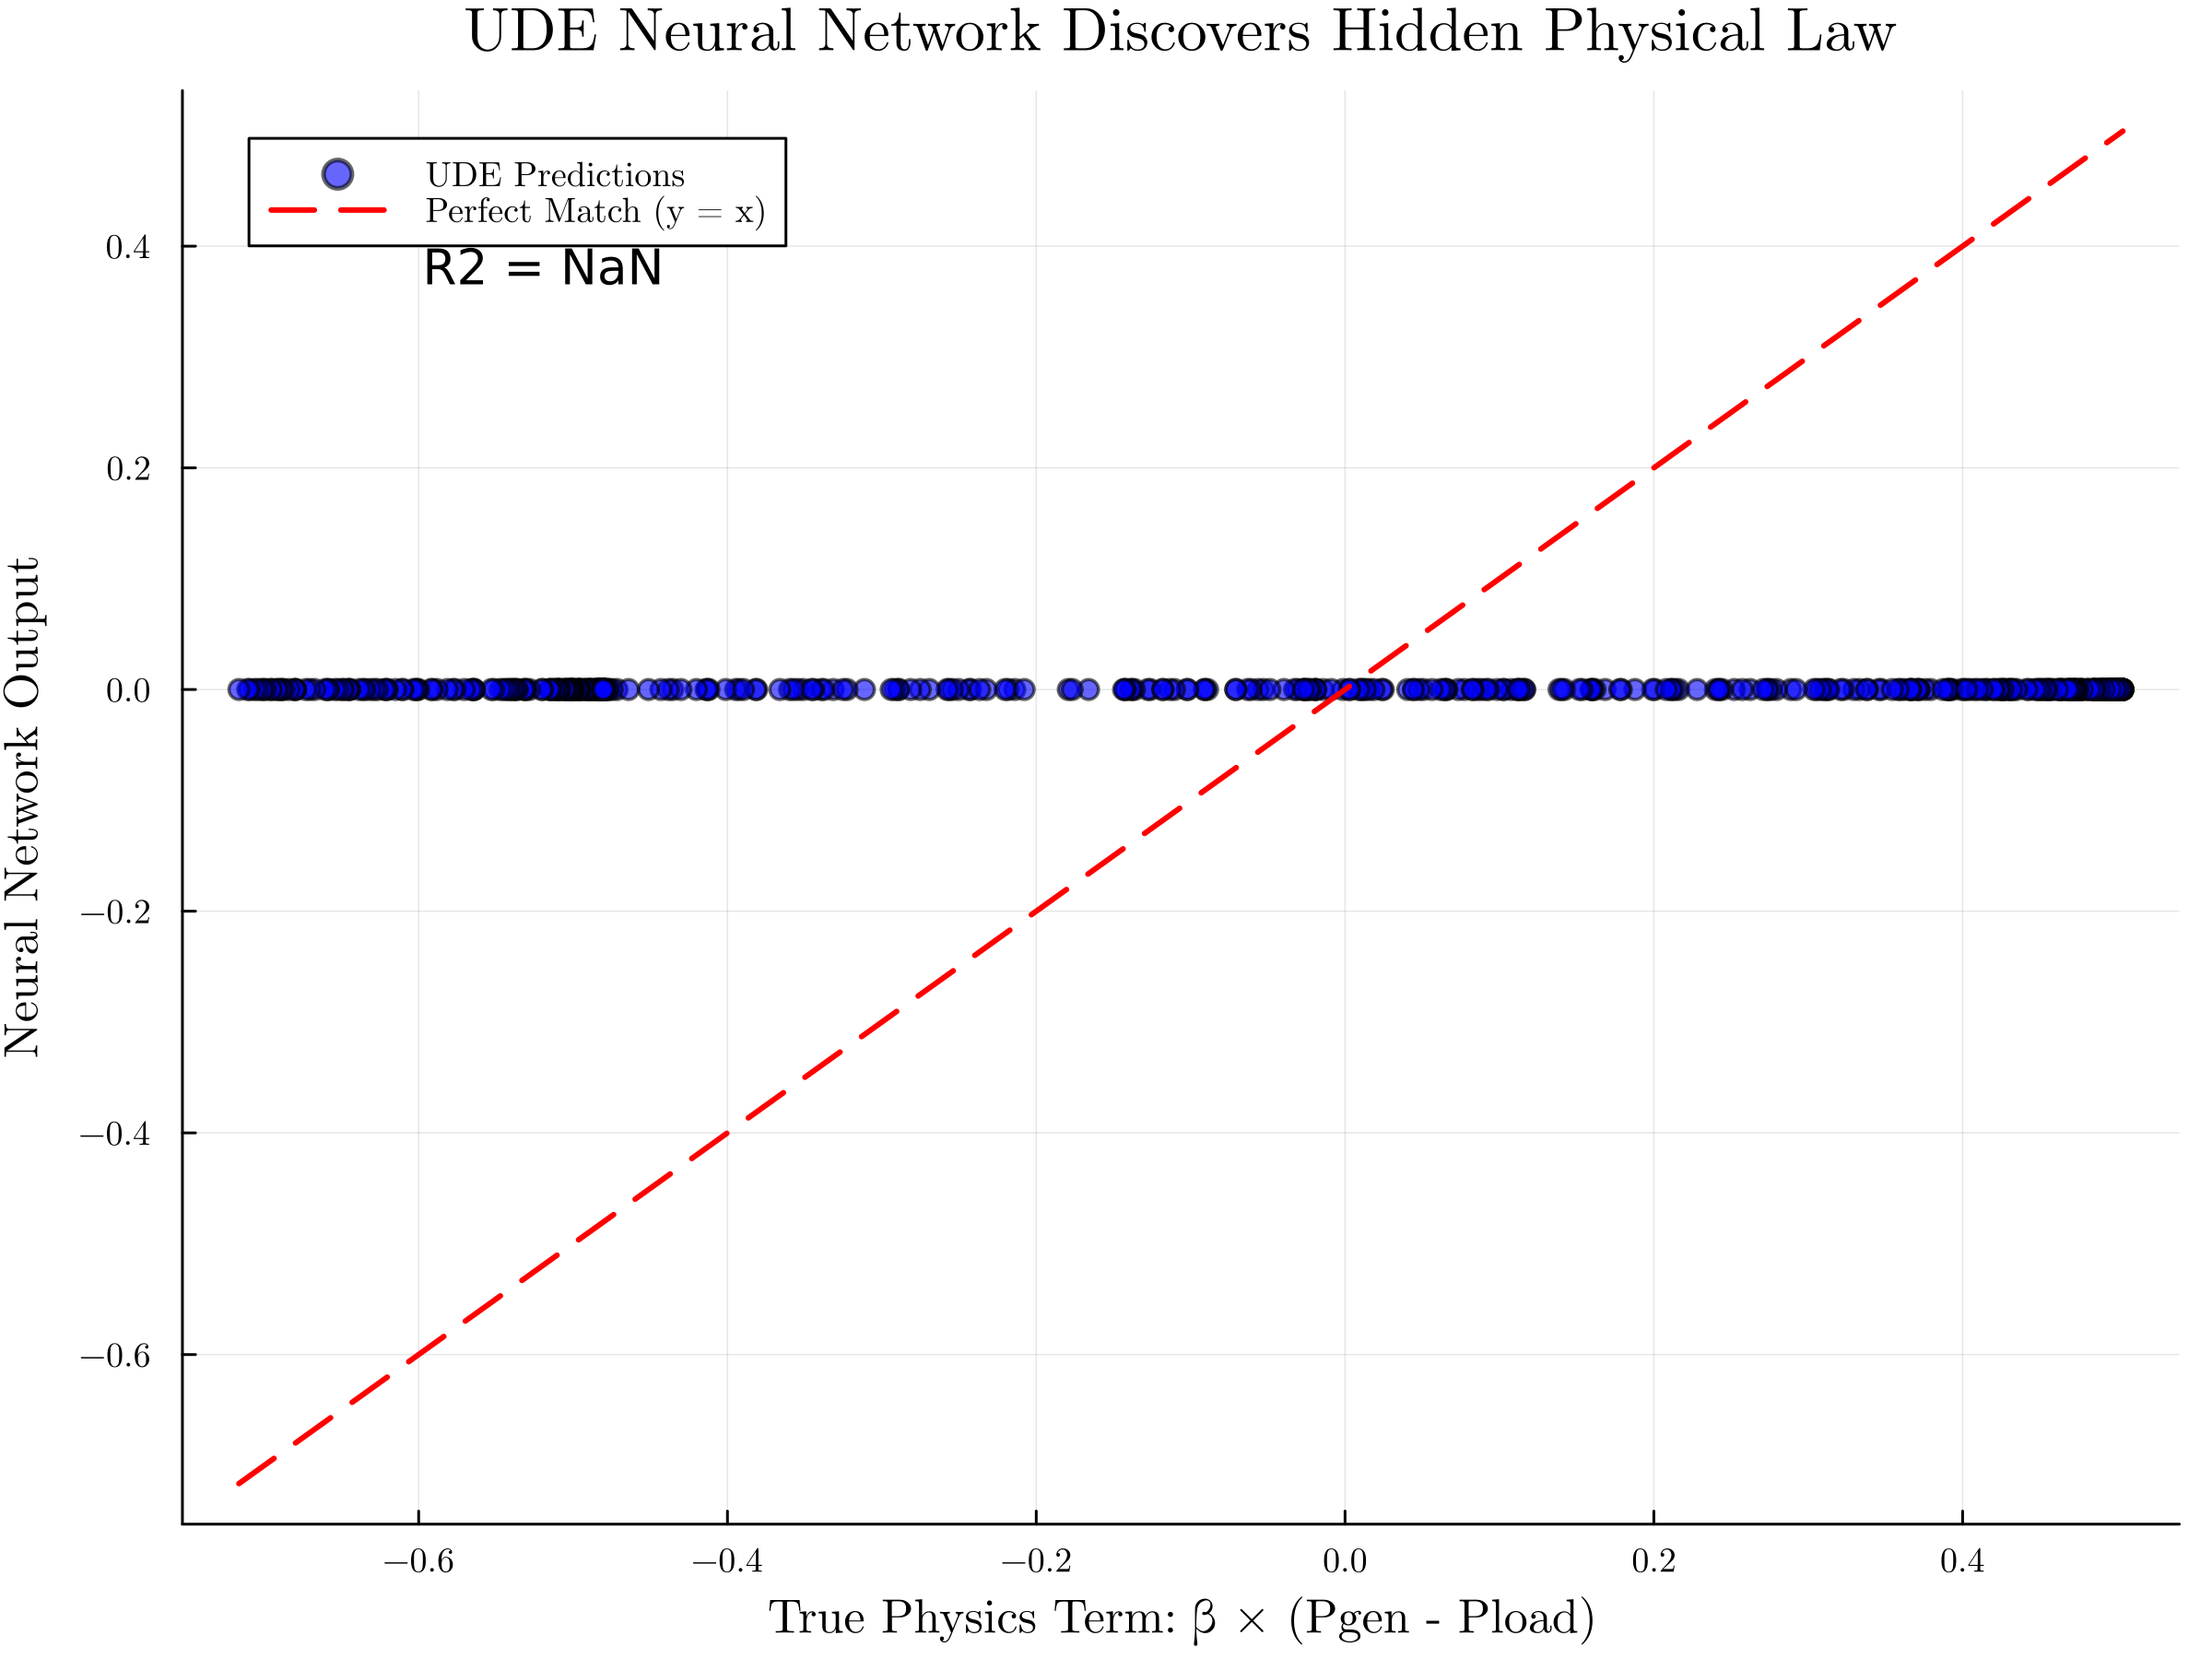 UDE Neural Network Discovers Hidden Physical Law
UDE Predictions
Perfect Match (y = x)
R2 = NaN
Neural Network Output
0.4
0.2
0.0
−0.2
−0.4
−0.6
−0.6
−0.4
−0.2
0.0
0.2
0.4
True Physics Term: β × (Pgen - Pload)